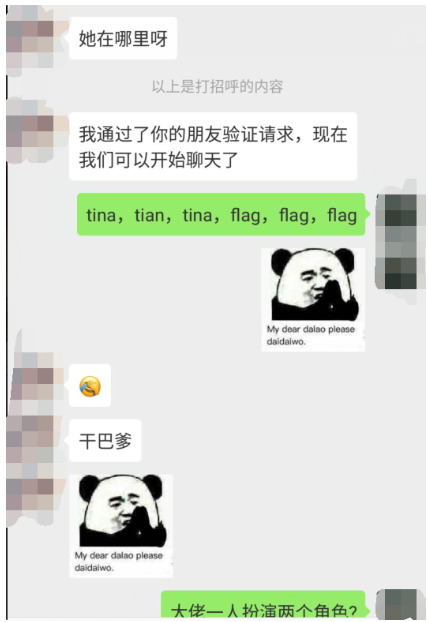 她在哪里呀
以上是打招呼的内容
我通过了你的朋友验证请求，现在
我们可以开始聊天了
tina，tian，tina，flag，flag，flag
My dear dalao please
daidaiwo.
干巴爹
My dear dalao please
daidaiwo.
大佬一人扮演两个角色?